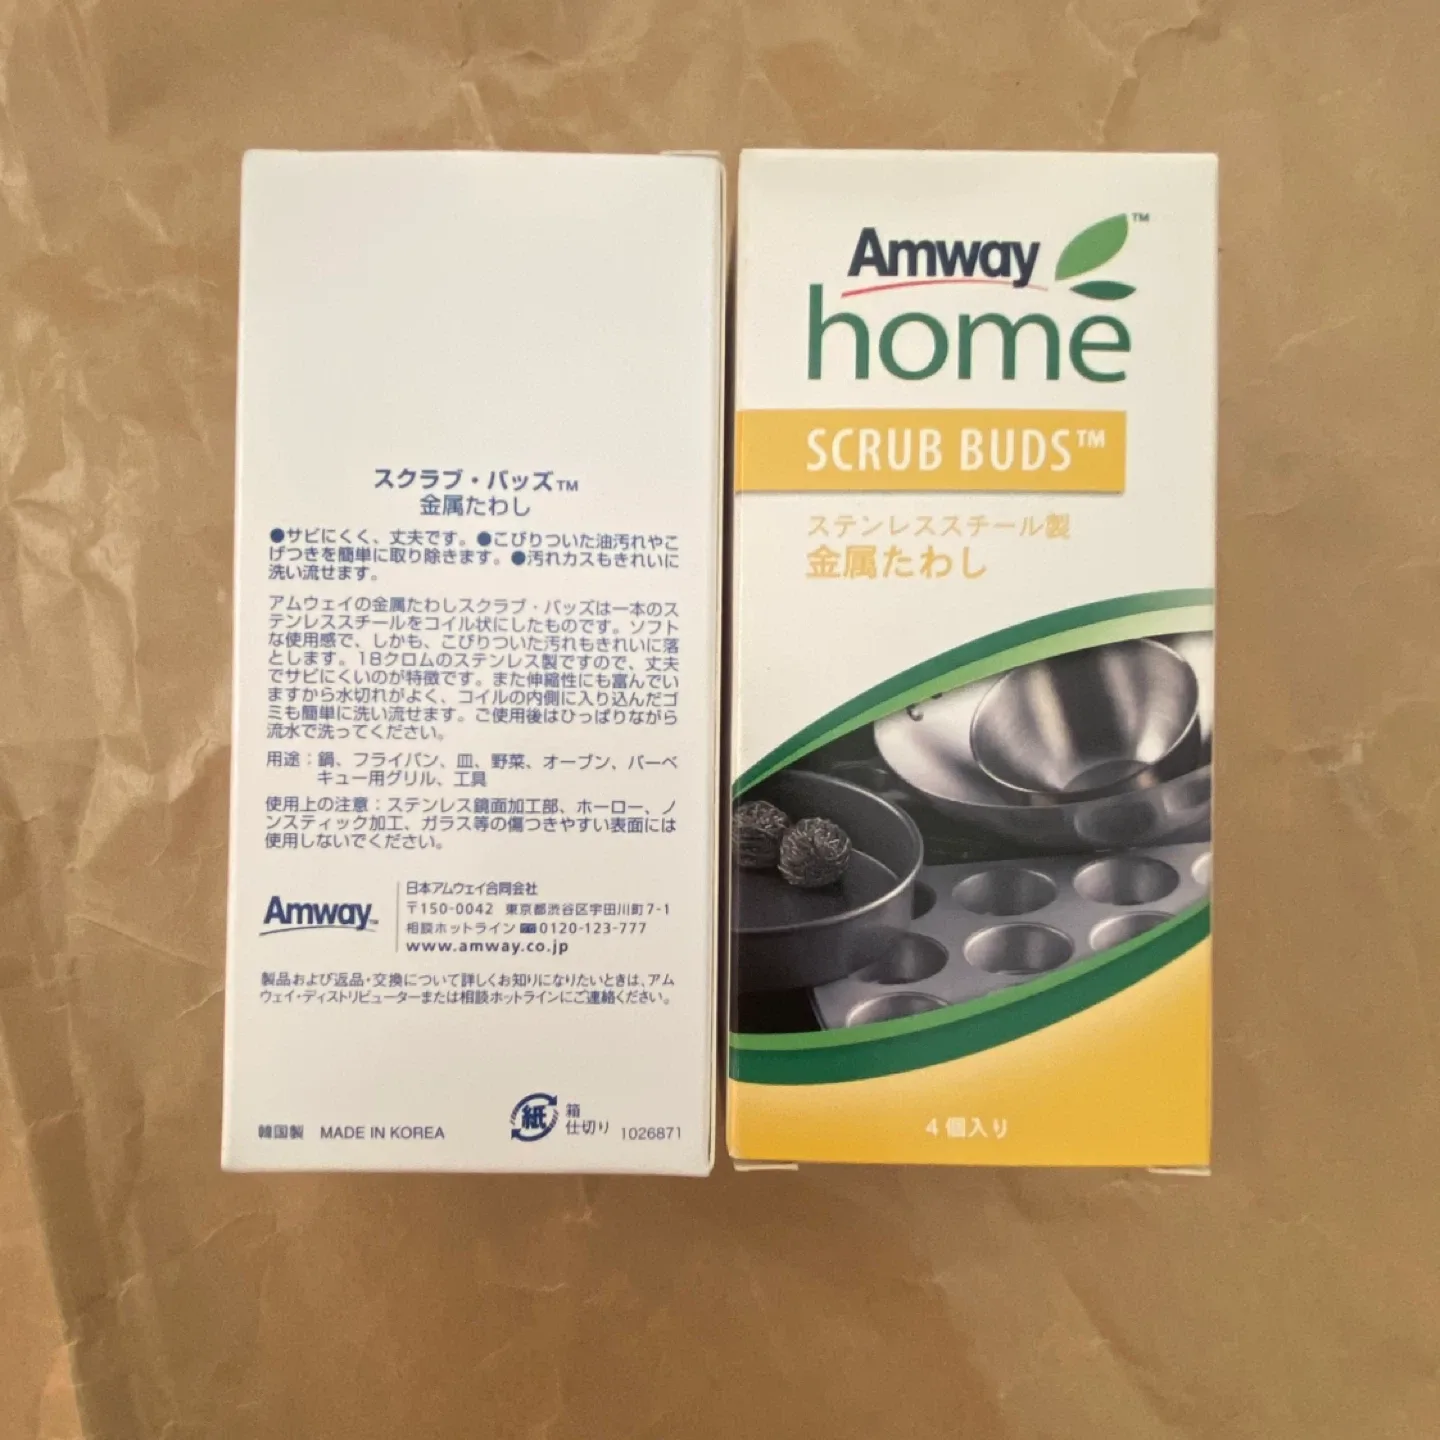 スクラブ・バッズ™
金属たわし
●サビにくく、丈夫です。●こびりついた油汚れやこ
げつきを簡単に取り除きます。●汚れカスもきれいに
洗い流せます。
アムウェイの金属たわしスクラブ・バッズは一本のス
テンレススチールをコイル状にしたものです。ソフト
な使用感で、しかも、こびりついた汚れもきれいに落
とします。18クロムのステンレス製ですので、丈夫
でサビにくいのが特徴です。また伸縮性にも富んでい
ますから水切れがよく、コイルの内側に入り込んだゴ
ミも簡単に洗い流せます。ご使用後はひっぱりながら
流水で洗ってください。
用途：鍋、フライパン、皿、野菜、オーブン、バーベ
キュー用グリル、工具
使用上の注意：ステンレス鏡面加工部、ホーロー、ノ
ンスティック加工、ガラス等の傷つきやすい表面には
使用しないでください。
Amway™
日本アムウェイ合同会社
〒150-0042 東京都渋谷区宇田川町7-1
相談ホットライン 0120-123-777
www.amway.co.jp
製品および返品・交換について詳しくお知りになりたいときは、アム
ウェイ・ディストリビューターまたは相談ホットラインにご連絡ください。
韓国製 MADE IN KOREA
紙
箱
仕切り
1026871
Amway™
home
SCRUB BUDS™
ステンレススチール製
金属たわし
4個入り